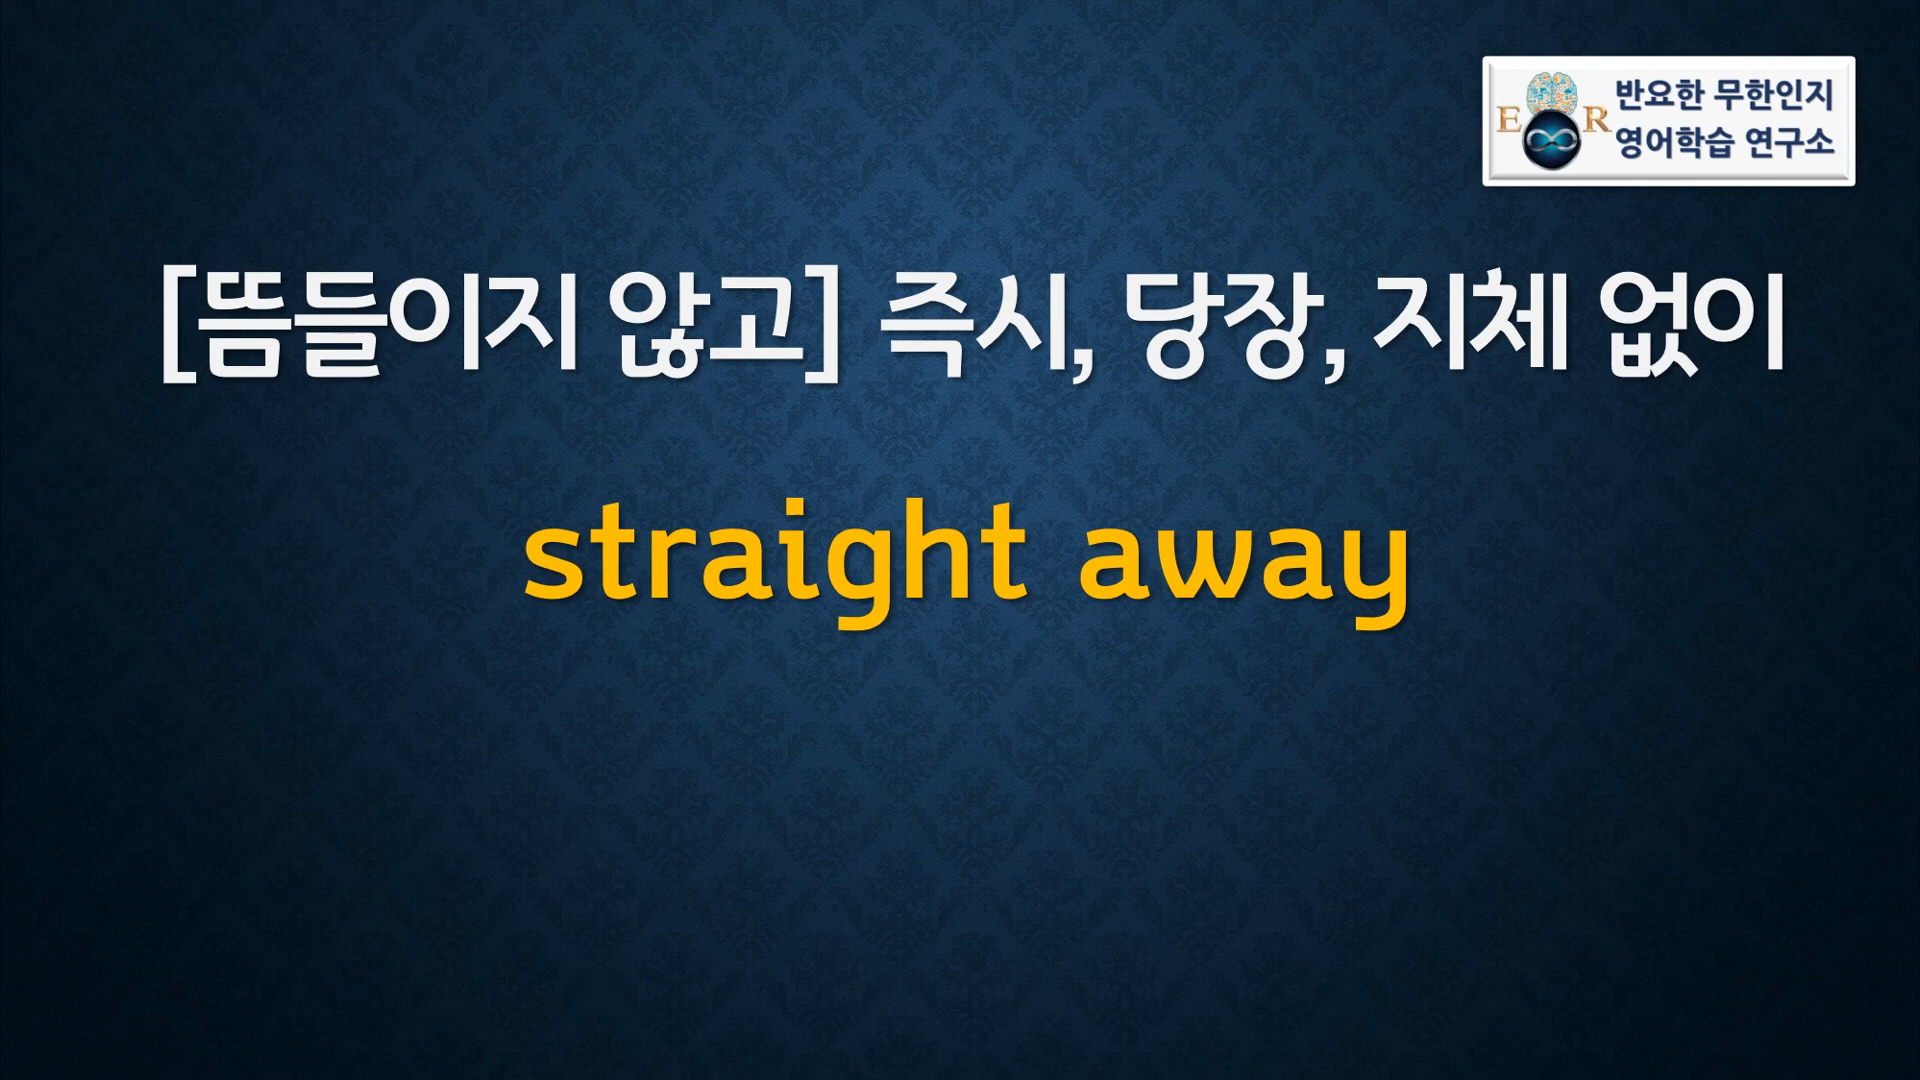 E R 반요한 무한인지
영어학습 연구소
[뜸들이지 않고] 즉시, 당장, 지체 없이
straight away